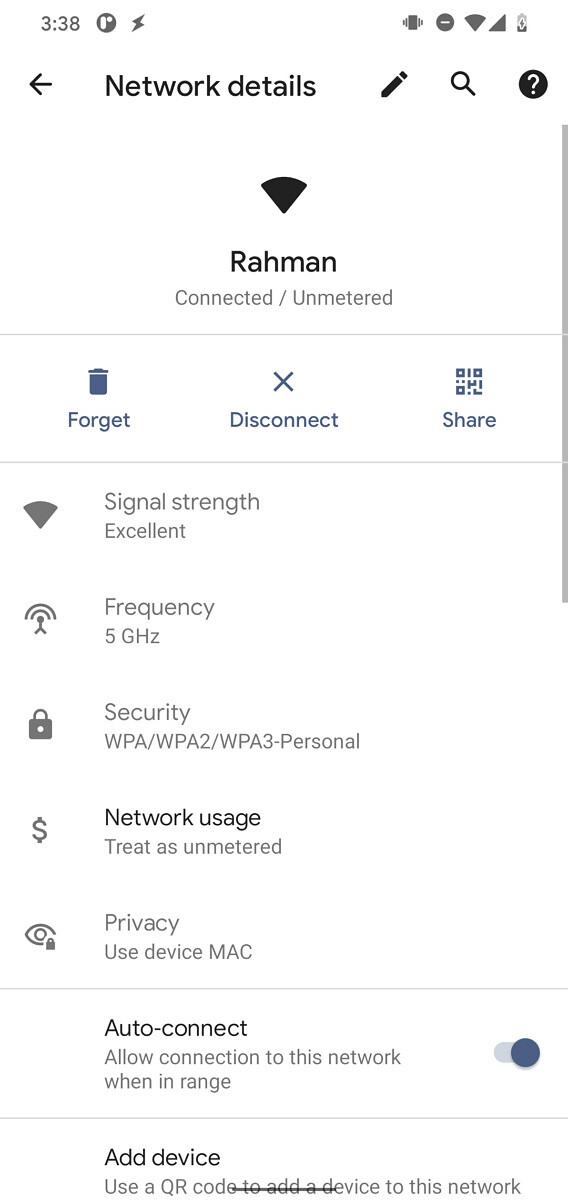 3:38
Network details
Rahman
Connected / Unmetered
Forget
Disconnect
Share
Signal strength
Excellent
Frequency
5 GHz
Security
WPA/WPA2/WPA3-Personal
$
Network usage
Treat as unmetered
Privacy
Use device MAC
Auto-connect
Allow connection to this network
when in range
Add device
Use a QR code to add a device to this network